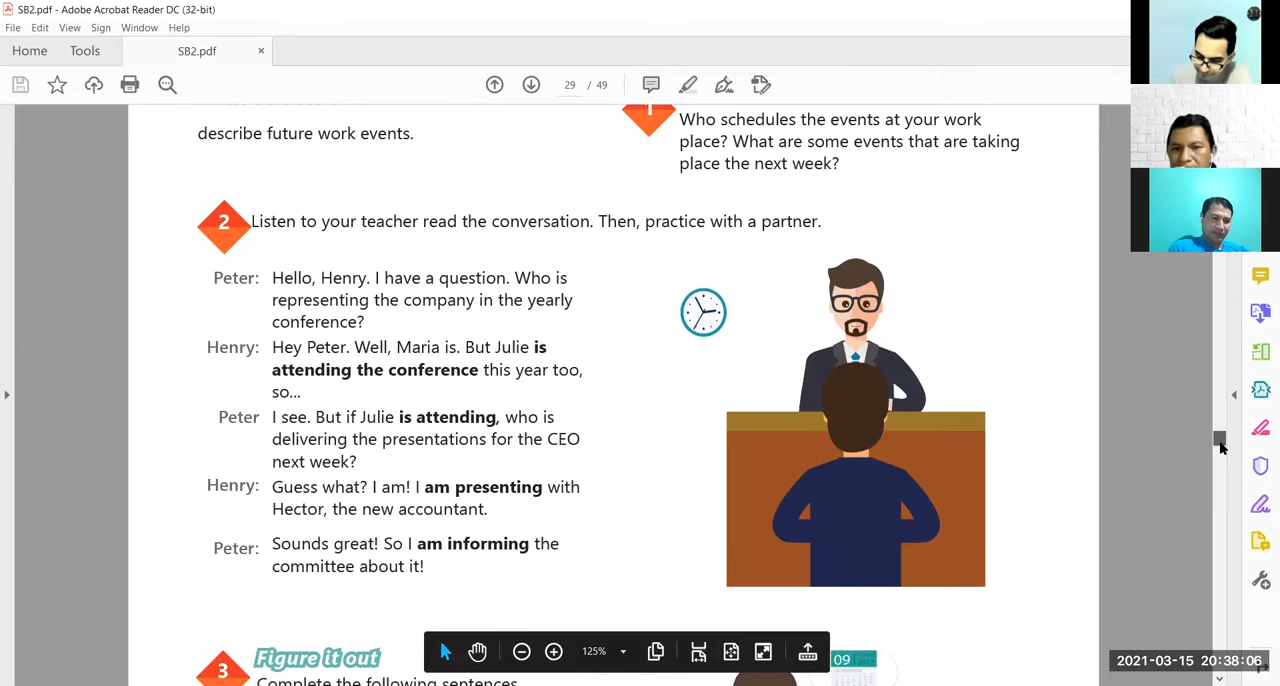 SB2.pdf - Adobe Acrobat Reader DC (32-bit)
File Edit View Sign Window Help
Home Tools SB2.pdf ×
29 / 49
describe future work events.
1
Who schedules the events at your work
place? What are some events that are taking
place the next week?
2 Listen to your teacher read the conversation. Then, practice with a partner.
Peter: Hello, Henry. I have a question. Who is
representing the company in the yearly
conference?
Henry: Hey Peter. Well, Maria is. But Julie is
attending the conference this year too,
so...
Peter I see. But if Julie is attending, who is
delivering the presentations for the CEO
next week?
Henry: Guess what? I am! I am presenting with
Hector, the new accountant.
Peter: Sounds great! So I am informing the
committee about it!
3 Figure it out
Complete the following sentences
125%
09
2021-03-15 20:38:06